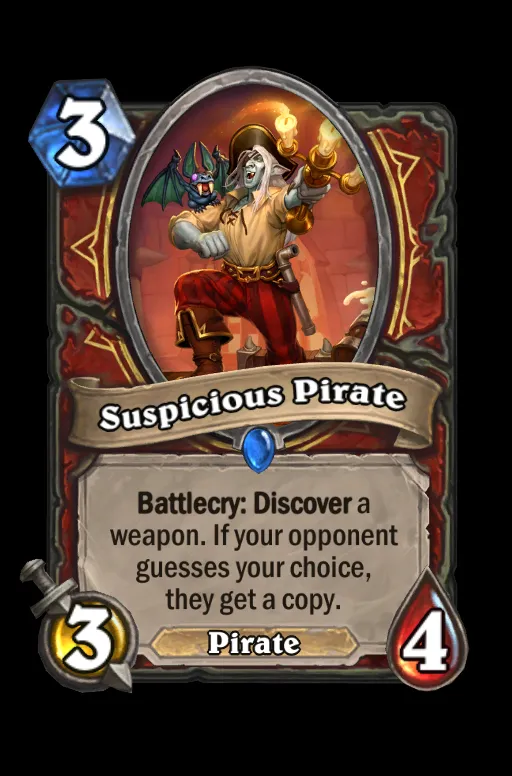 3
Suspicious Pirate
Battlecry: Discover a
weapon. If your opponent
guesses your choice,
they get a copy.
3
Pirate
4